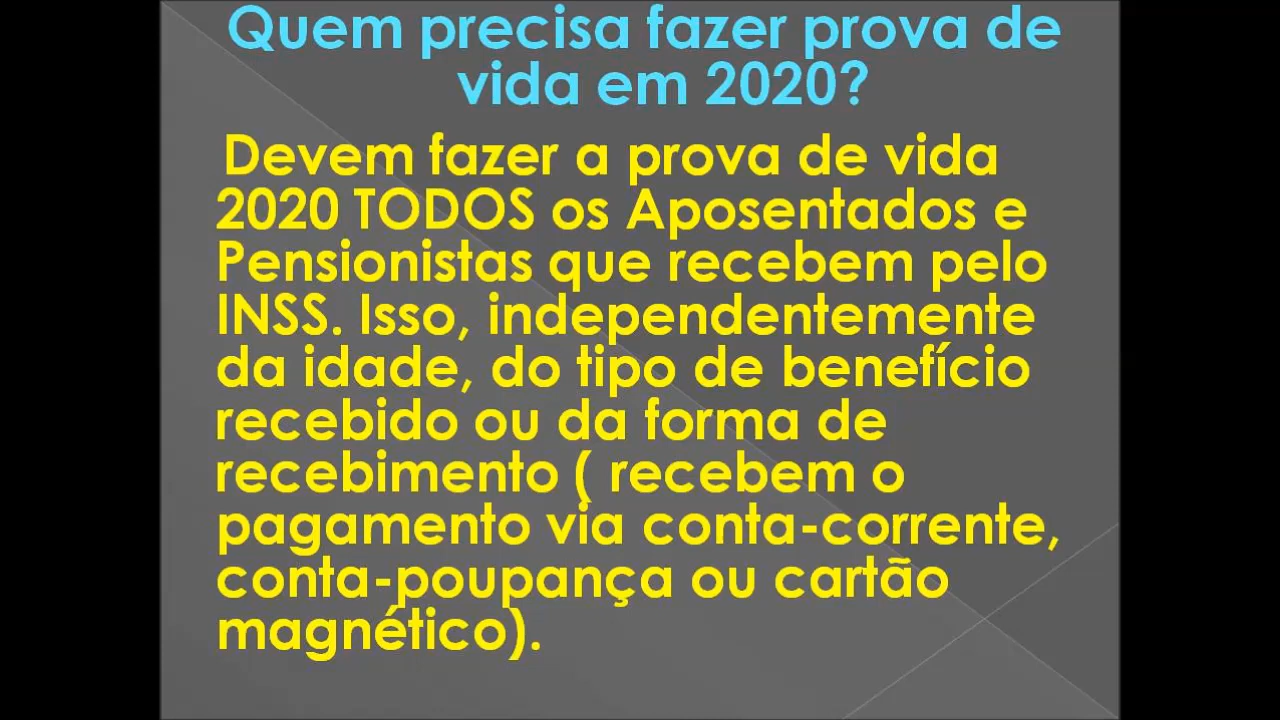 Quem precisa fazer prova de
vida em 2020?
Devem fazer a prova de vida
2020 TODOS os Aposentados e
Pensionistas que recebem pelo
INSS. Isso, independentemente
da idade, do tipo de benefício
recebido ou da forma de
recebimento ( recebem o
pagamento via conta-corrente,
conta-poupança ou cartão
magnético).